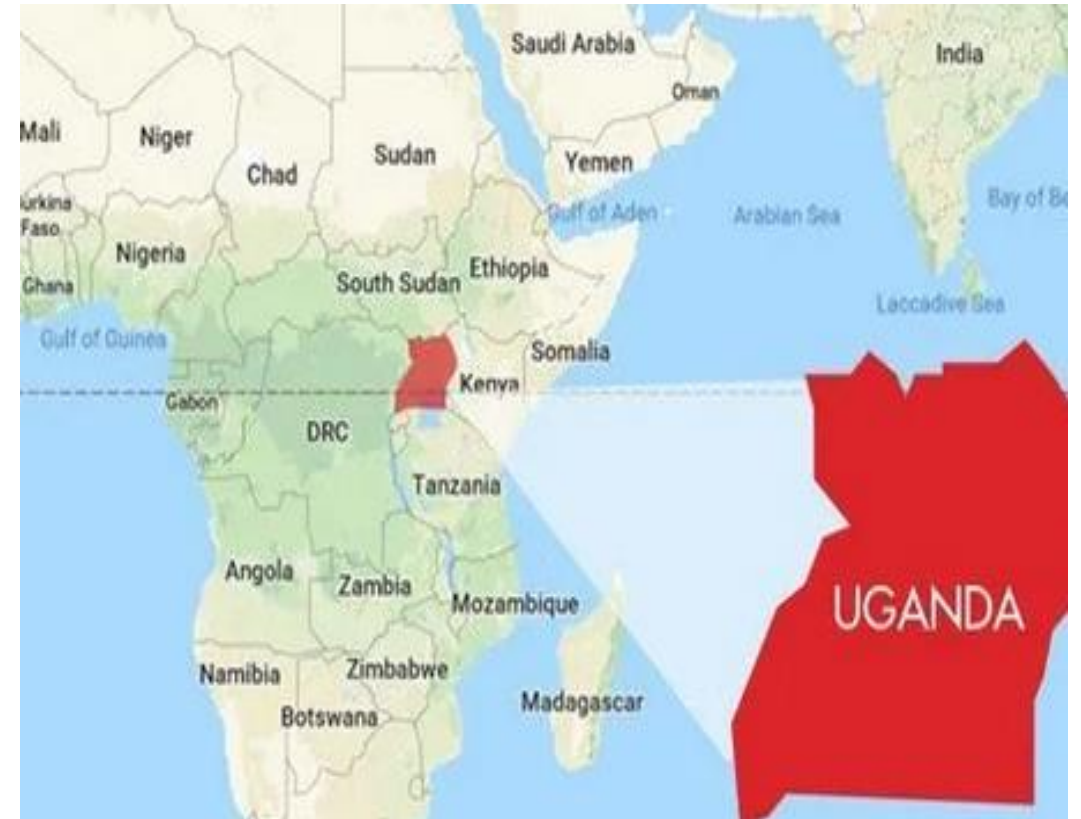 Saudi Arabia
India
Oman
Mali
Niger
Sudan
Chad
Yemen
Faso
Gulf of Aden
Arabian Sea
Bay of
Nigeria
Ethiopia
South Sudan
Ghana
Laccadive Sea
Gulf of Guinea
Somalia
Kenya
Gabon
DRC
Tanzania
Angola
Zambia
Mozambique
UGANDA
Namibia
Zimbabwe
Madagascar
Botswana